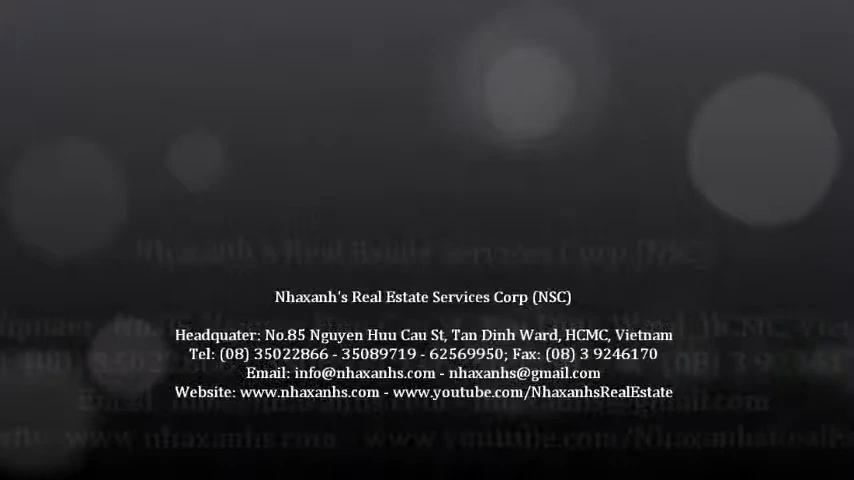 Nhaxanh's Real Estate Services Corp (NSC)
Headquater: No.85 Nguyen Huu Cau St, Tan Dinh Ward, HCMC, Vietnam
Tel: (08) 35022866 - 35089719 - 62569950; Fax: (08) 3 9246170
Email: info@nhaxanhs.com - nhaxanhs@gmail.com
Website: www.nhaxanhs.com - www.youtube.com/NhaxanhsRealEstate